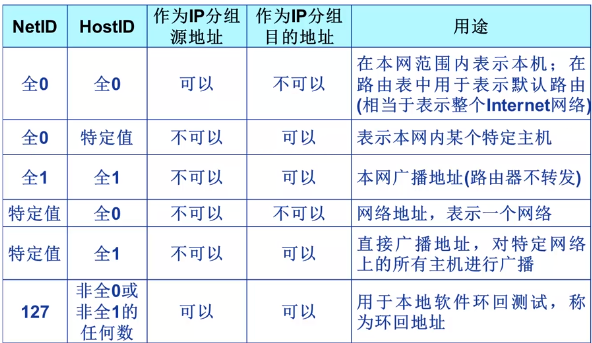 NetID HostID 作为IP分组源地址 作为IP分组目的地址 用途
全0 全0 可以 不可以 在本网范围内表示本机；在路由表中用于表示默认路由(相当于表示整个Internet网络)
全0 特定值 不可以 可以 表示本网内某个特定主机
全1 全1 不可以 可以 本网广播地址(路由器不转发)
特定值 全0 不可以 不可以 网络地址，表示一个网络
特定值 全1 不可以 可以 直接广播地址，对特定网络上的所有主机进行广播
127 非全0或非全1的任何数 可以 可以 用于本地软件环回测试，称为环回地址